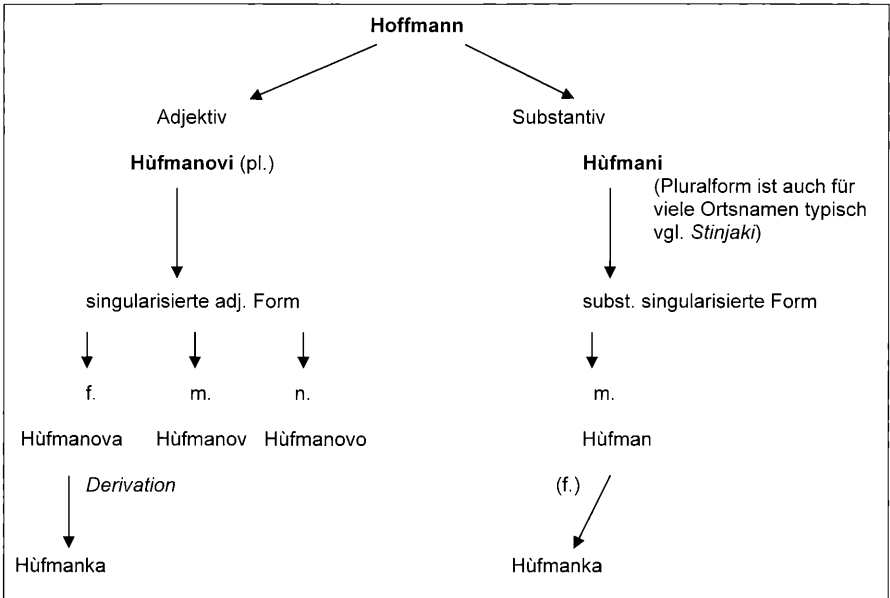 Hoffmann
Adjektiv Substantiv
Hùfmanovi (pl.) Hùfmani
(Pluralform ist auch für
viele Ortsnamen typisch
vgl. Stinjaki)
singularisierte adj. Form subst. singularisierte Form
f. m. n. m.
Hùfmanova Hùfmanov Hùfmanovo Hùfman
Derivation (f.)
Hùfmanka Hùfmanka